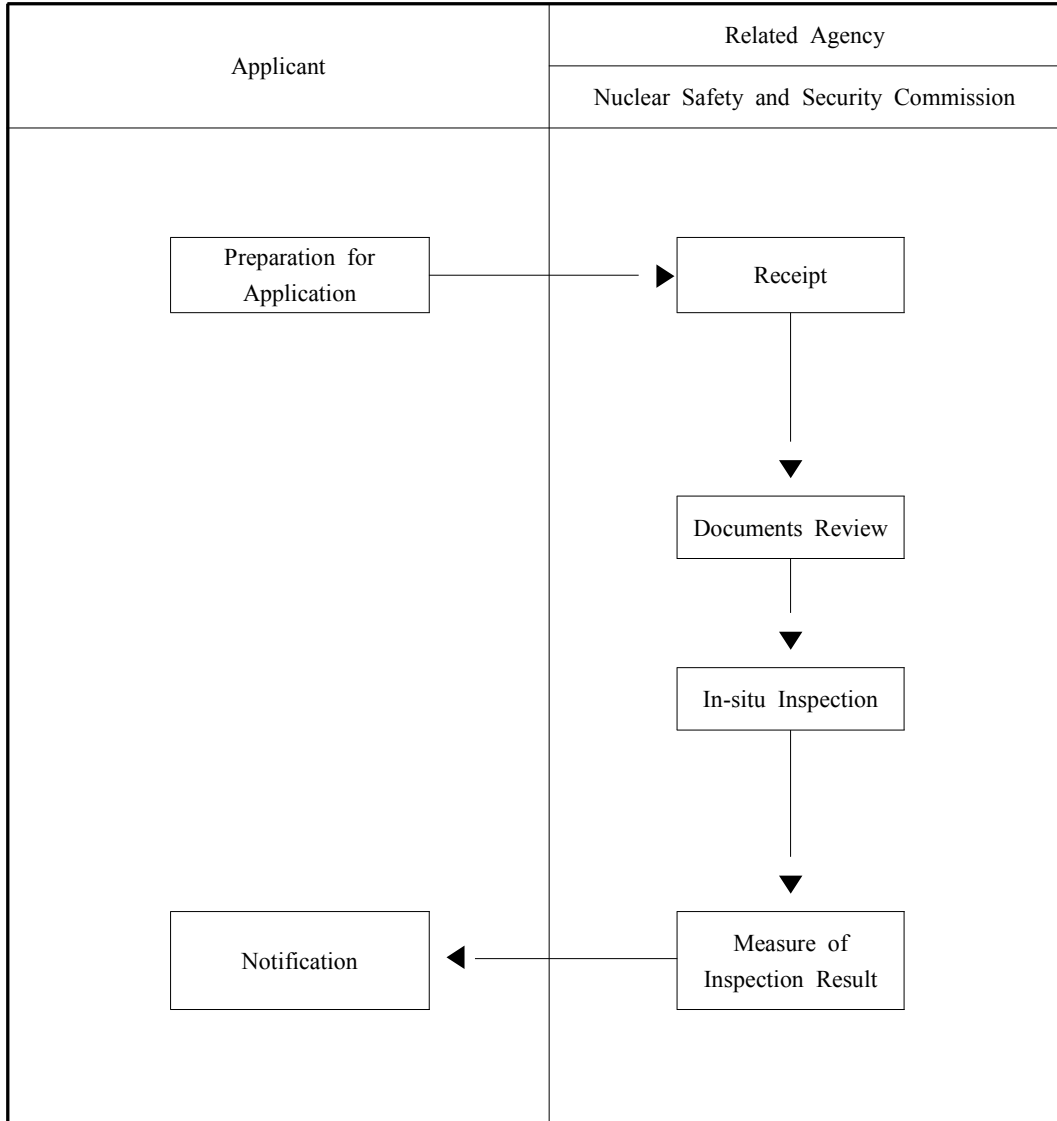 Applicant
Related Agency
Nuclear Safety and Security Commission
Preparation for
Application
Receipt
Documents Review
In-situ Inspection
Measure of
Inspection Result
Notification